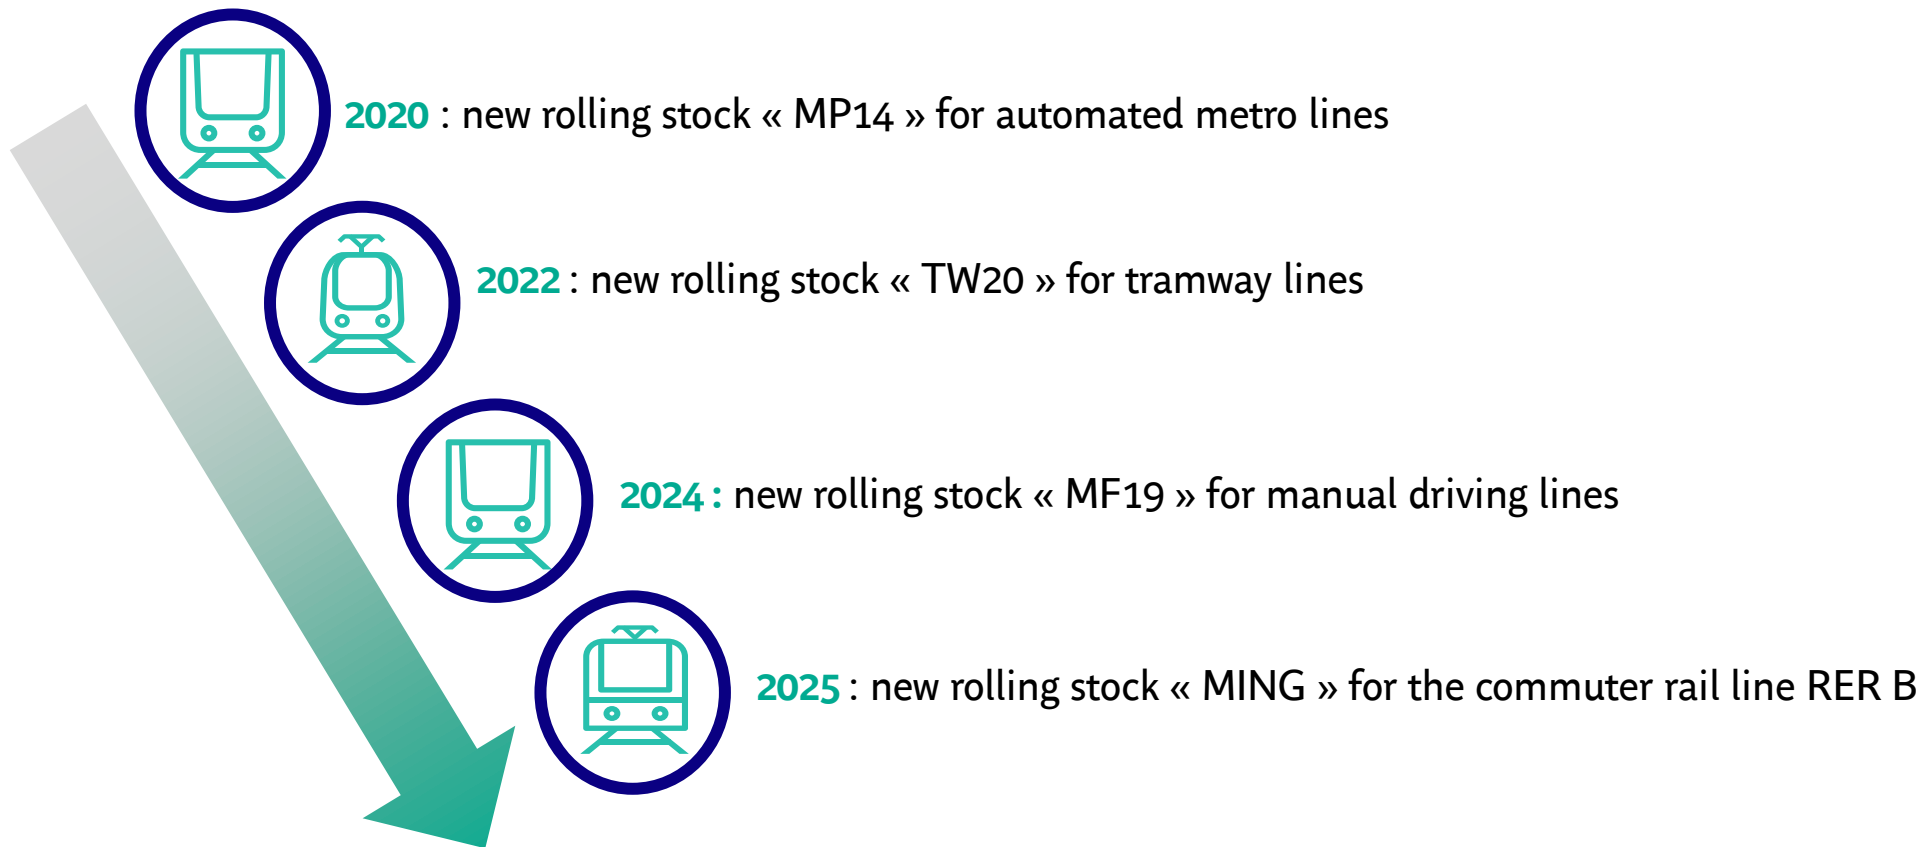 2020 : new rolling stock « MP14 » for automated metro lines
2022 : new rolling stock « TW20 » for tramway lines
2024 : new rolling stock « MF19 » for manual driving lines
2025 : new rolling stock « MING » for the commuter rail line RER B